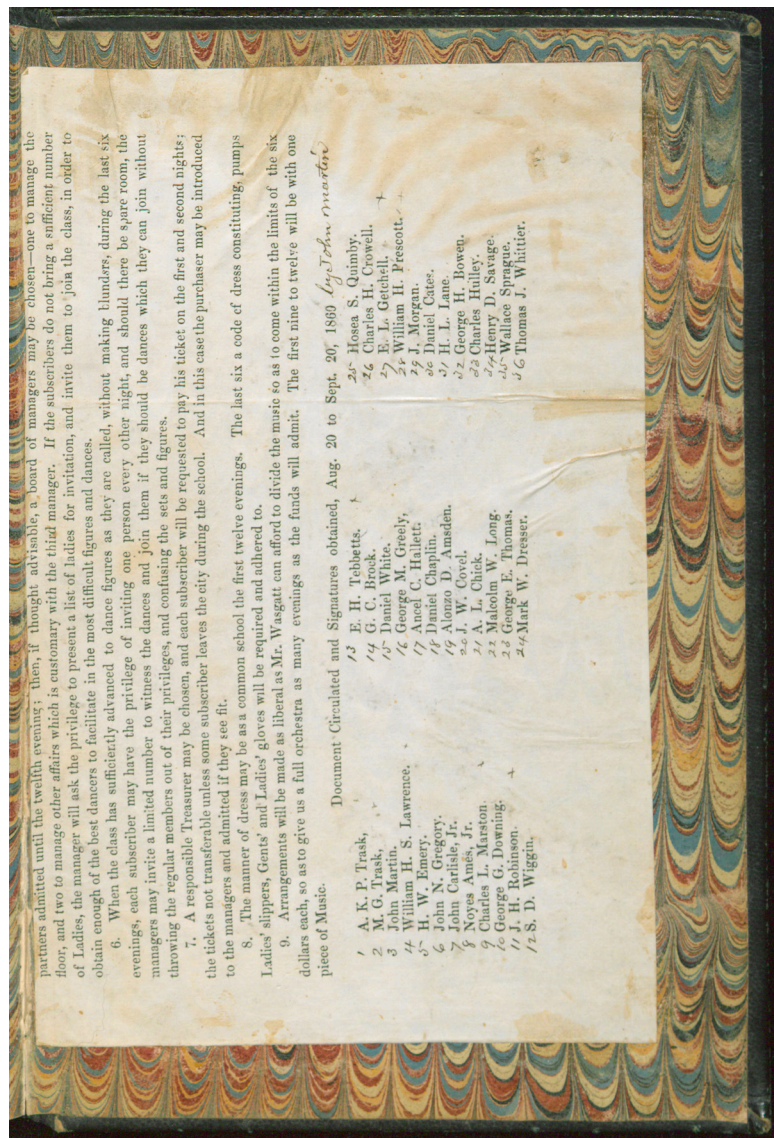 partners admitted until the twelfth evening; then, if thought advisable, a board of managers may be chosen—one to manage the
floor, and two to manage other affairs which is customary with the third manager. If the subscribers do not bring a snfficient number
of Ladies, the manager will ask the privilege to present a list of ladies for invitation, and invite them to join the class, in order to
obtain enough of the best dancers to facilitate in the most difficult figures and dances.
6. When the class has sufficiently advanced to dance figures as they are called, without making blunders, during the last six
evenings, each subscriber may have the privilege of inviting one person every other night, and should there be spare room, the
managers may invite a limited number to witness the dances and join them if they should be dances which they can join without
throwing the regular members out of their privileges, and confusing the sets and figures.
7. A responsible Treasurer may be chosen, and each subscriber will be requested to pay his ticket on the first and second nights;
the tickets not transferable unless some subscriber leaves the city during the school. And in this case the purchaser may be introduced
to the managers and admitted if they see fit.
8. The manner of dress may be as a common school the first twelve evenings. The last six a code of dress constituting, pumps
Ladies' slippers, Gents' and Ladies' gloves will be required and adhered to.
9. Arrangements will be made as liberal as Mr. Wasgatt can afford to divide the music so as to come within the limits of the six
dollars each, so as to give us a full orchestra as many evenings as the funds will admit. The first nine to twelve will be with one
piece of Music.
Document Circulated and Signatures obtained, Aug. 20 to Sept. 20, 1860 by John Martin
1 A. K. P. Trask,
2 M. G. Trask,
3 John Martin.
4 William H. S. Lawrence.
5 H. W. Emery.
6 John N. Gregory.
7 John Carlisle, Jr.
8 Noyes Ames, Jr.
9 Charles L. Marston.
10 George G. Downing.
11 J. H. Robinson.
12 S. D. Wiggin.
13 E. H. Tebbetts.
14 G. C. Brock.
15 Daniel White.
16 George M. Greely,
17 Ancel C. Hallett.
18 Daniel Chaplin.
19 Alonzo D. Amsden.
20 J. W. Covel.
21 A. L. Chick.
22 Malcolm W. Long.
23 George E. Thomas.
24 Mark W. Dresser.
25 Hosea S. Quimby.
26 Charles H. Crowell.
27 E. L. Getchell. +
28 William H. Prescott. +
29 J. Morgan.
30 Daniel Cates.
31 H. L. Lane.
32 George H. Bowen.
33 Charles Hulley.
34 Henry D. Savage.
35 Wallace Sprague.
36 Thomas J. Whittier.